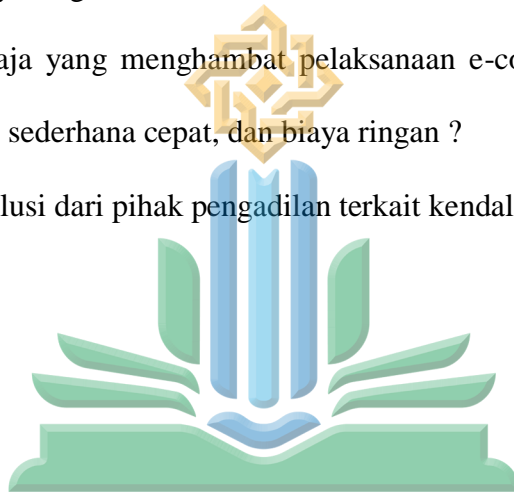 aja yang menghambat pelaksanaan e-co
sederhana cepat, dan biaya ringan ?
lusi dari pihak pengadilan terkait kendal